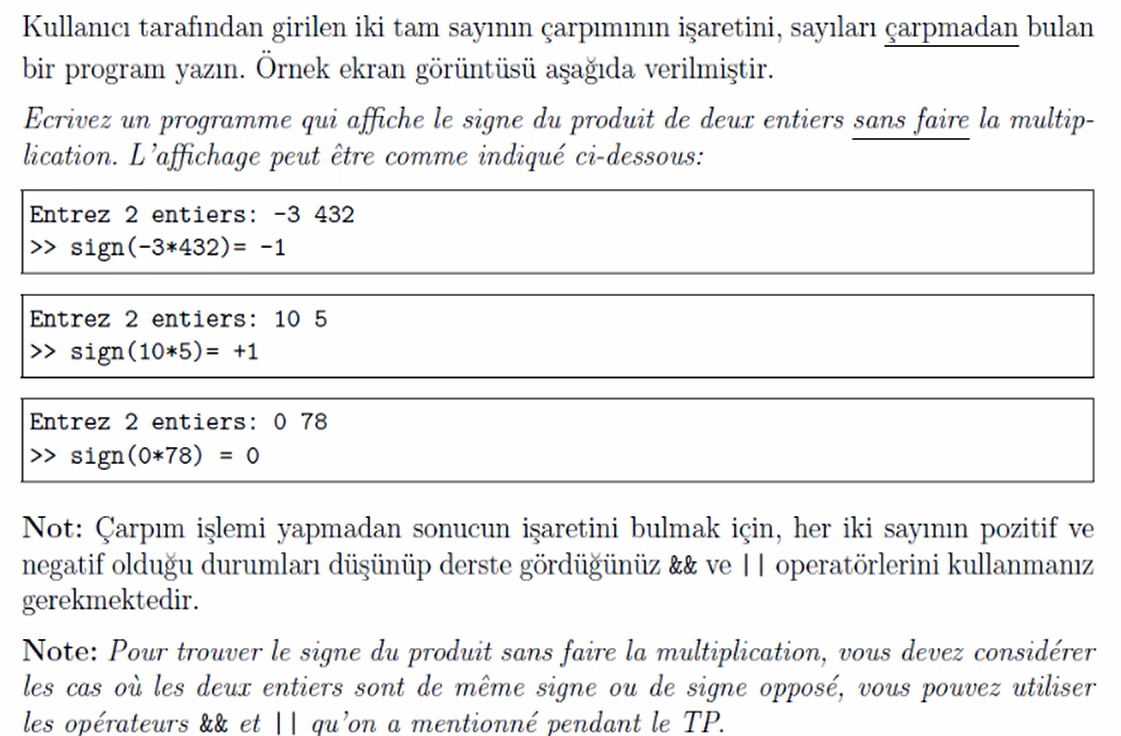 Kullanıcı tarafından girilen iki tam sayının çarpımının işaretini, sayıları çarpmadan bulan
bir program yazın. Örnek ekran görüntüsü aşağıda verilmiştir.
Ecrivez un programme qui affiche le signe du produit de deux entiers sans faire la multip-
lication. L'affichage peut être comme indiqué ci-dessous:
Entrez 2 entiers: -3 432
>> sign(-3*432)= -1
Entrez 2 entiers: 10 5
>> sign(10*5)= +1
Entrez 2 entiers: 0 78
>> sign(0*78) = 0
Not: Çarpım işlemi yapmadan sonucun işaretini bulmak için, her iki sayının pozitif ve
negatif olduğu durumları düşünüp derste gördüğünüz && ve || operatörlerini kullanmanız
gerekmektedir.
Note: Pour trouver le signe du produit sans faire la multiplication, vous devez considérer
les cas où les deux entiers sont de même signe ou de signe opposé, vous pouvez utiliser
les opérateurs && et || qu'on a mentionné pendant le TP.